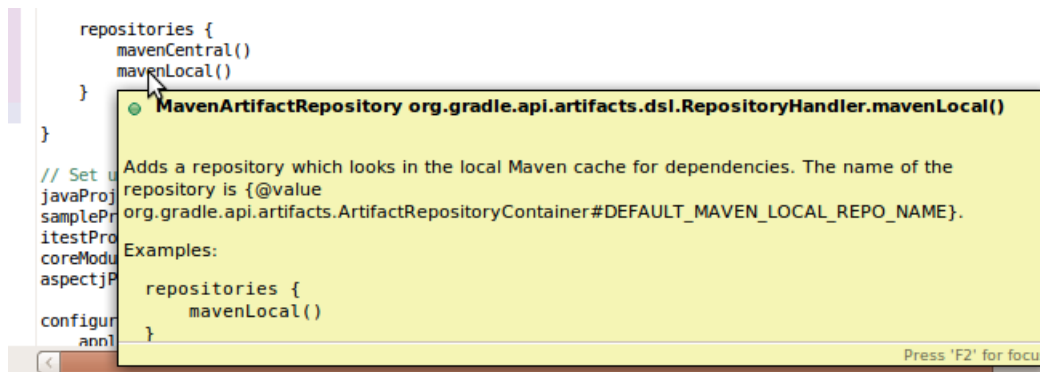 repositories {
mavenCentral()
mavenLocal()
}
MavenArtifactRepository org.gradle.api.artifacts.dsl.RepositoryHandler.mavenLocal()
}
Adds a repository which looks in the local Maven cache for dependencies. The name of the
// Set u
repository is {@value
javaProj
org.gradle.api.artifacts.ArtifactRepositoryContainer#DEFAULT_MAVEN_LOCAL_REPO_NAME}.
samplePr
itestPro
Examples:
coreModu
aspectjP
repositories {
mavenLocal()
configur
}
appl
Press 'F2' for focu